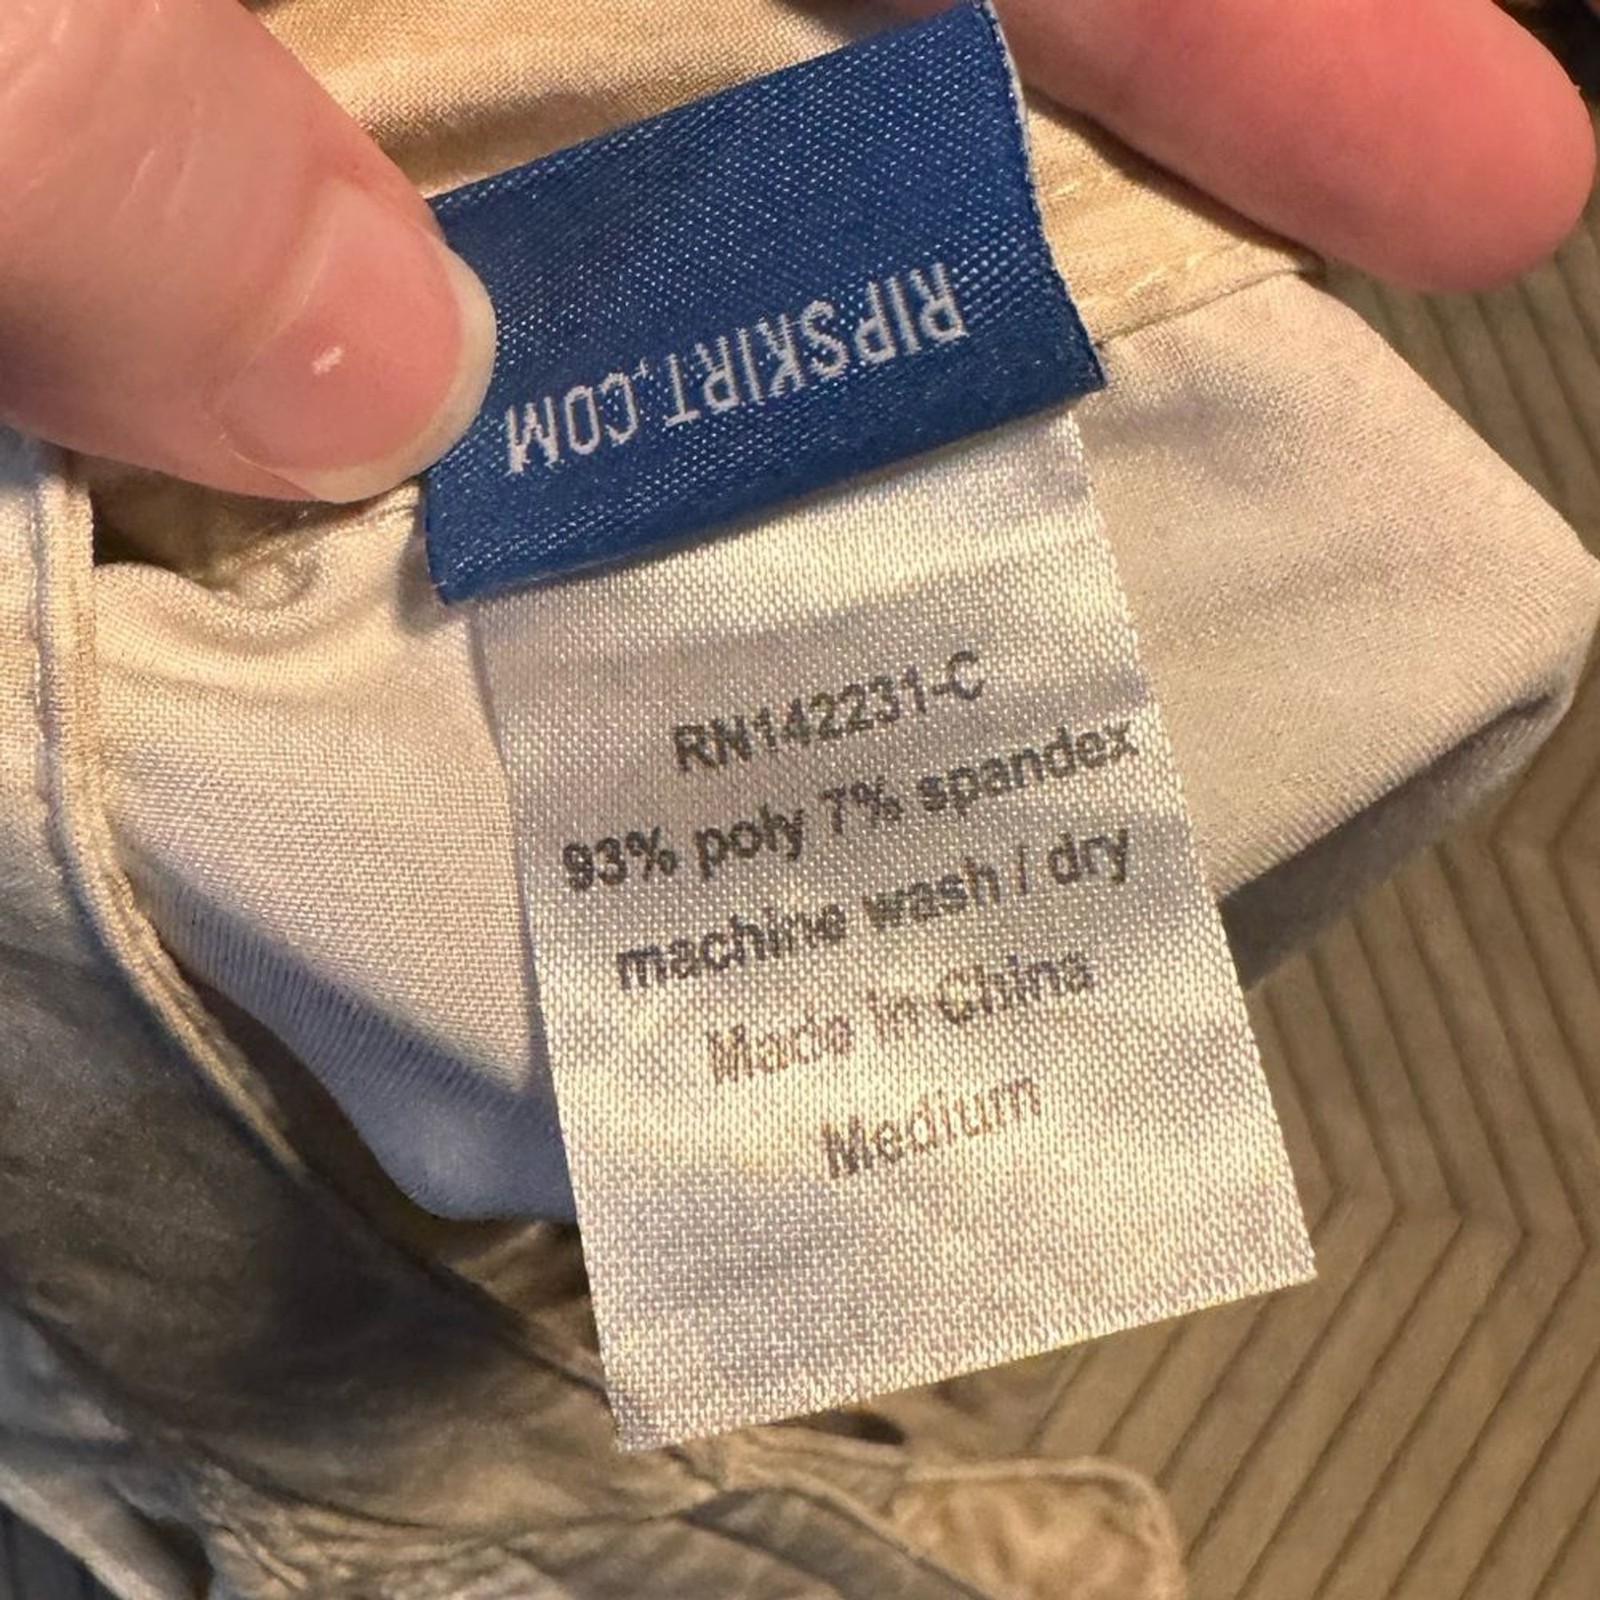 RIPSKIRT.COM
RN142231-C
93% poly 7% spandex
machine wash / dry
Made in China
Medium